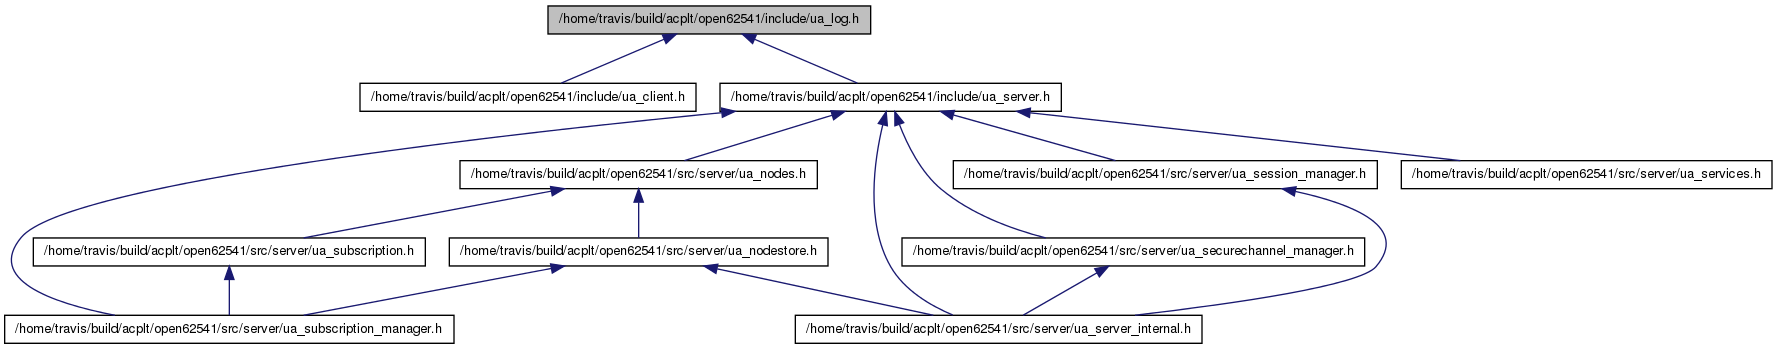 /home/travis/build/acplt/open62541/include/ua_log.h
/home/travis/build/acplt/open62541/include/ua_client.h
/home/travis/build/acplt/open62541/include/ua_server.h
/home/travis/build/acplt/open62541/src/server/ua_nodes.h
/home/travis/build/acplt/open62541/src/server/ua_session_manager.h
/home/travis/build/acplt/open62541/src/server/ua_services.h
/home/travis/build/acplt/open62541/src/server/ua_subscription.h
/home/travis/build/acplt/open62541/src/server/ua_nodestore.h
/home/travis/build/acplt/open62541/src/server/ua_securechannel_manager.h
/home/travis/build/acplt/open62541/src/server/ua_subscription_manager.h
/home/travis/build/acplt/open62541/src/server/ua_server_internal.h